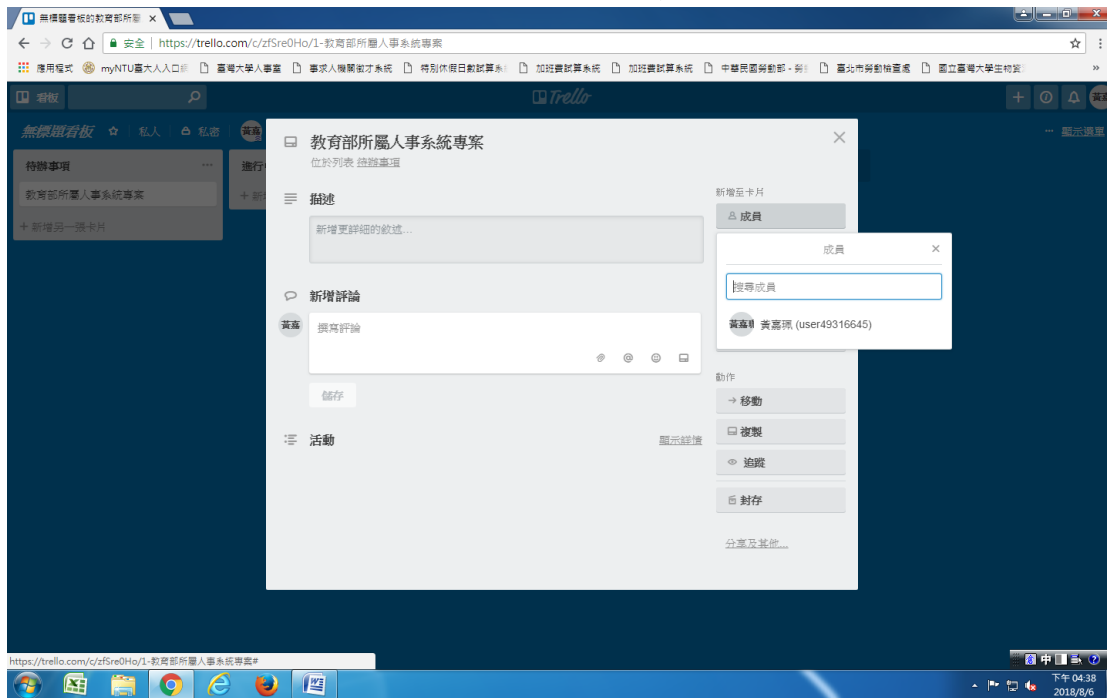 無標題看板的教育部所屬
安全 | https://trello.com/c/zfSre0Ho/1-教育部所屬人事系統專案
應用程式 myNTU臺大人入口網 臺灣大學人事室 事求人機關徵才系統 特別休假日數試算系統 加班費試算系統 加班費試算系統 中華民國勞動部 - 勞 臺北市勞動檢查處 國立臺灣大學生物資 »
看板 Trello
無標題看板 私人 私密 黃嘉 ... 顯示選單
待辦事項 ...
進行
教育部所屬人事系統專案
+ 新增另一張卡片
教育部所屬人事系統專案
位於列表 待辦事項
描述
新增更詳細的敘述...
新增至卡片
成員
成員
搜尋成員
黃嘉珮 (user49316645)
新增評論
黃嘉
撰寫評論
儲存
活動
顯示詳情
動作
→ 移動
複製
追蹤
封存
分享及其他...
https://trello.com/c/zfSre0Ho/1-教育部所屬人事系統專案#
中
下午 04:38
2018/8/6